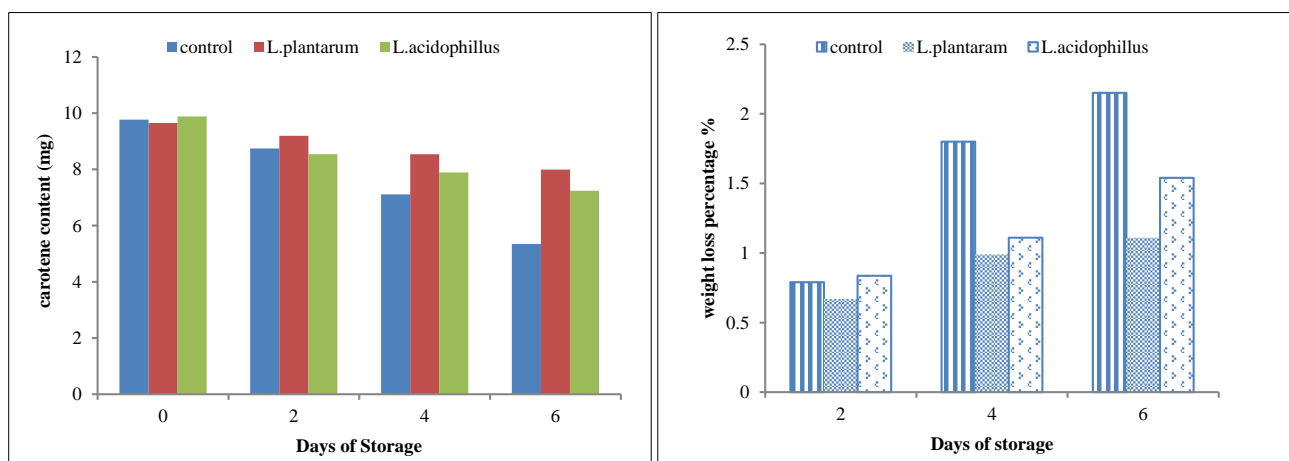 control L.plantarum L.acidophillus
12
10
8
6
4
2
0
carotene content (mg)
0 2 4 6
Days of Storage
control L.plantaram L.acidophillus
2.5
2
1.5
1
0.5
0
weight loss percentage %
2 4 6
Days of storage